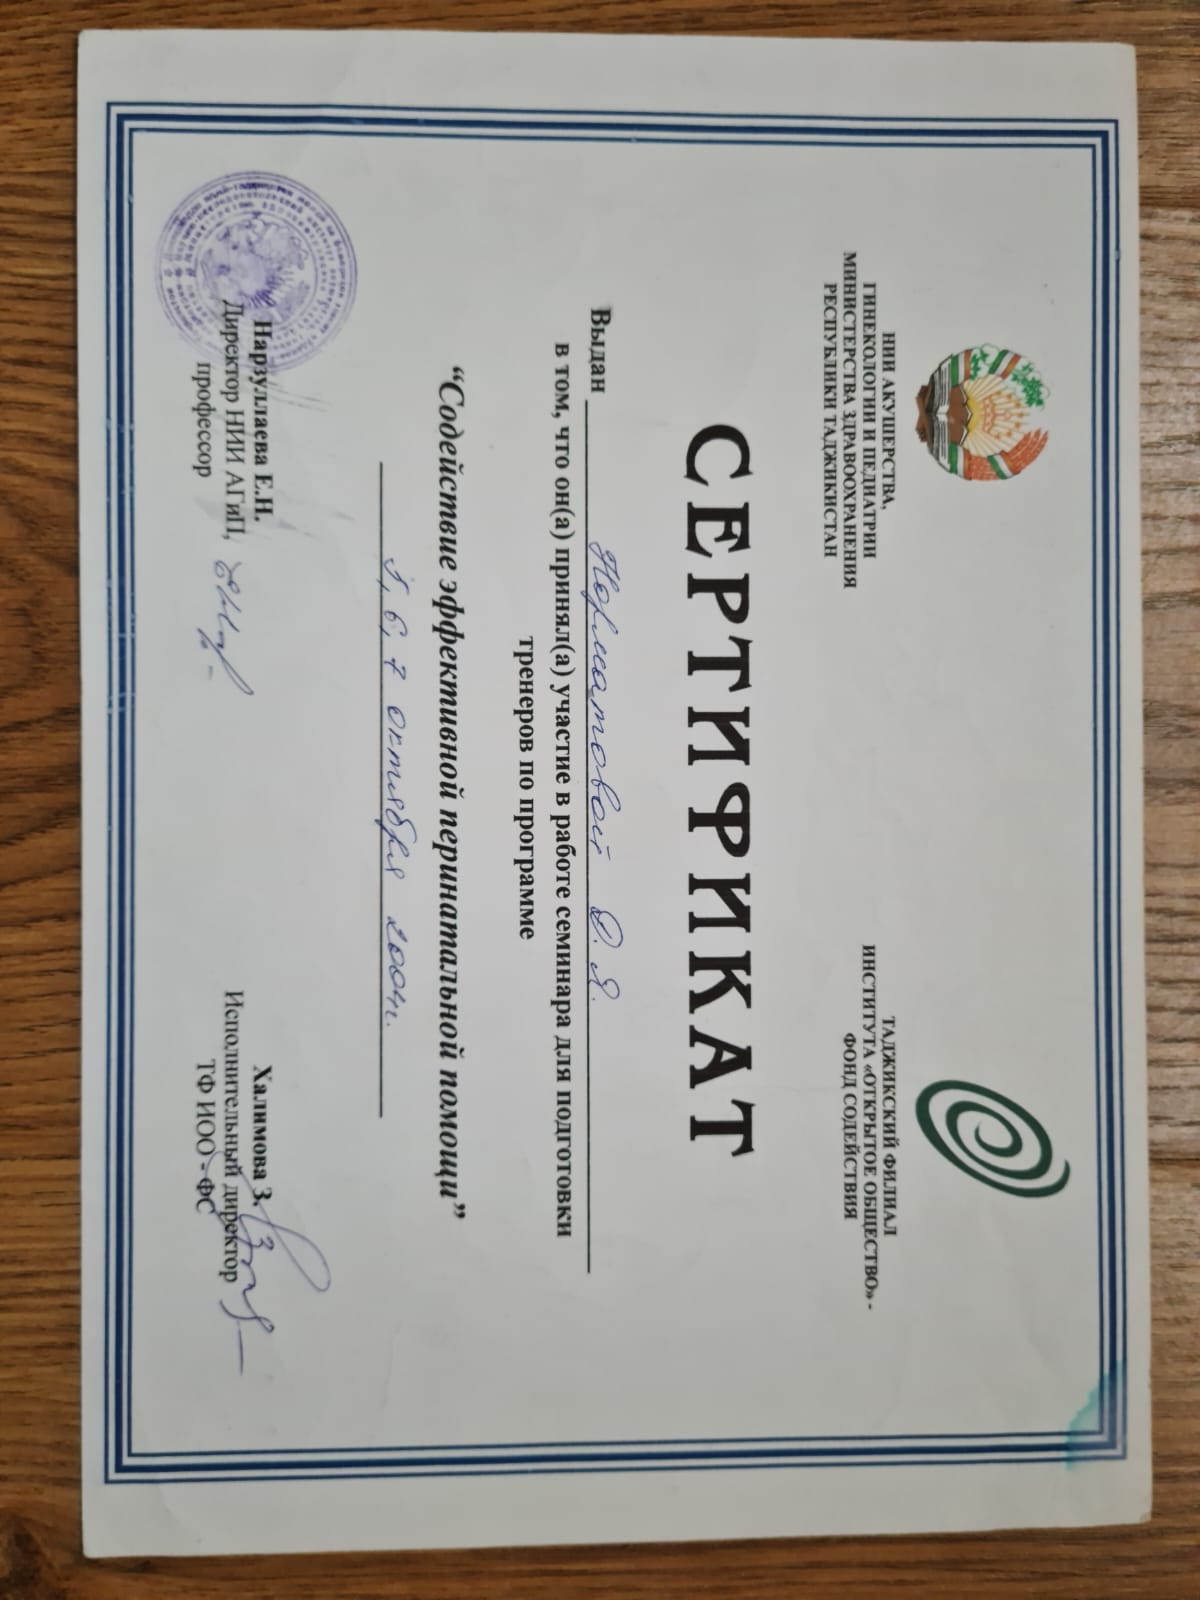 НИИ АКУШЕРСТВА,
ГИНЕКОЛОГИИ И ПЕДИАТРИИ
МИНИСТЕРСТВА ЗДРАВООХРАНЕНИЯ
РЕСПУБЛИКИ ТАДЖИКИСТАН
ТАДЖИКСКИЙ ФИЛИАЛ
ИНСТИТУТА «ОТКРЫТОЕ ОБЩЕСТВО» -
ФОНД СОДЕЙСТВИЯ
СЕРТИФИКАТ
Выдан Норматовой Д. Я.
в том, что он(а) принял(а) участие в работе семинара для подготовки
тренеров по программе
“Содействие эффективной перинатальной помощи”
5, 6, 7 октября 2004г.
Нарзуллаева Е.Н.
Директор НИИ АГиП,
профессор
Халимова З.
Исполнительный директор
ТФ ИОО - ФС